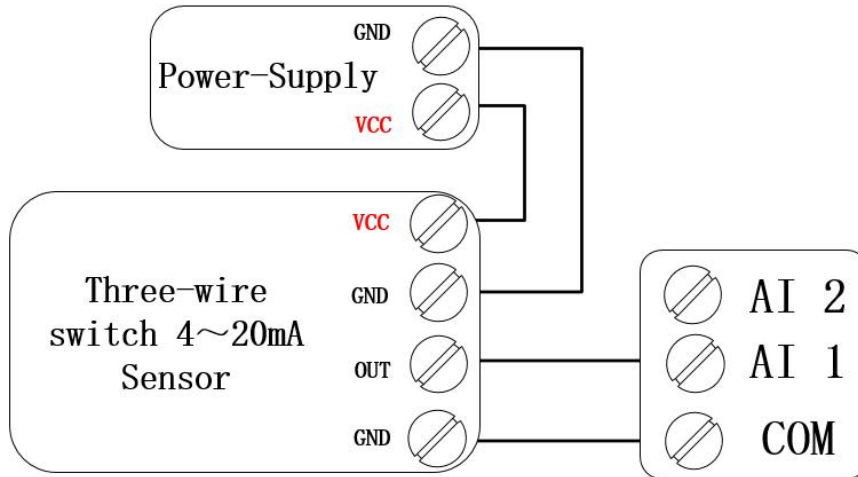 GND
Power-Supply
VCC
VCC
Three-wire
switch 4～20mA
Sensor
GND
OUT
GND
AI 2
AI 1
COM